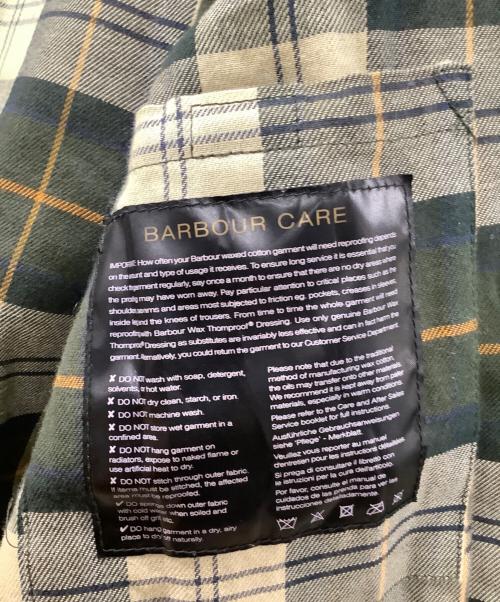 BARBOUR CARE
How often your Barbour waxed cotton garment will need reproofing depends
on the and type of usage it receives. To ensure long service it is essential that you
check garment regularly, say once a month to ensure that there are no dry areas where
the may have worn away. Pay particular attention to critical places such as the
seams and areas most subjected to friction eg. pockets, creases in sleeves,
inside and the knees of trousers. From time to time the whole garment will need
with Barbour Wax Thornproof® Dressing. Use only genuine Barbour Wax
Thornproof Dressing as substitutes are invariably less effective and can in fact harm the
garment. you could return the garment to our Customer Service Department.
✗ DO NOT wash with soap, detergent,
solvents, hot water.
✗ DO NOT dry clean, starch, or iron.
✗ DO NOT machine wash.
✗ DO NOT store wet garment in a
confined area.
✗ DO NOT hang garment on
radiators, expose to naked flame or
use artificial heat to dry.
✗ DO NOT stitch through outer fabric.
If items must be stitched, the affected
area must be reproofed.
✓ DO sponge down outer fabric
with cold water when soiled and
brush off grit, etc.
✓ DO hang garment in a dry, airy
place to dry off naturally.
Please note that due to the traditional
method of manufacturing wax cotton,
the oils may transfer onto other materials.
We recommend it is kept away from paler
materials, especially in warm conditions.
Please refer to the Care and After Sales
Service booklet for full instructions.
Ausführliche Gebrauchsanweisungen
siehe 'Pflege' - Merkblatt.
Veuillez vous reporter au manuel
d'entretien pour les instructions détaillées.
Si prega di consultare il libretto con
le istruzioni per la cura dell'articolo.
Por favor, consulte el manual de
cuidados de las prenda para ver las
instrucciones detalladamente.